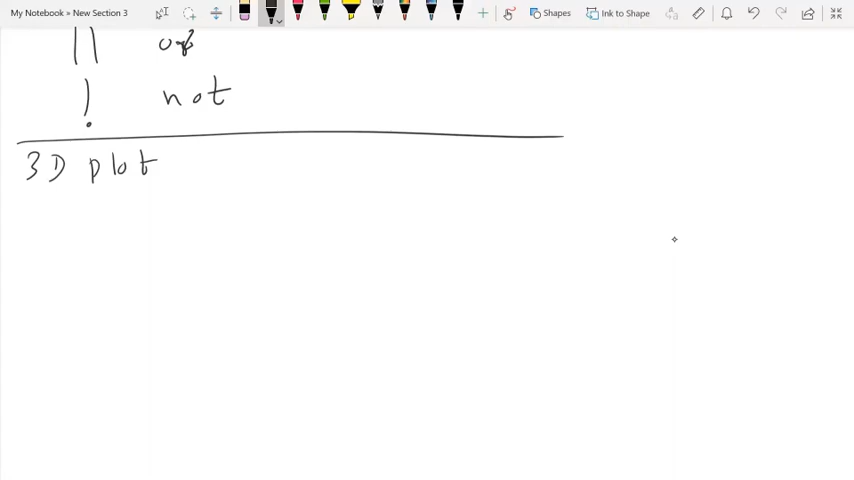 My Notebook » New Section 3
Shapes
Ink to Shape
|| or
! not
3D plot